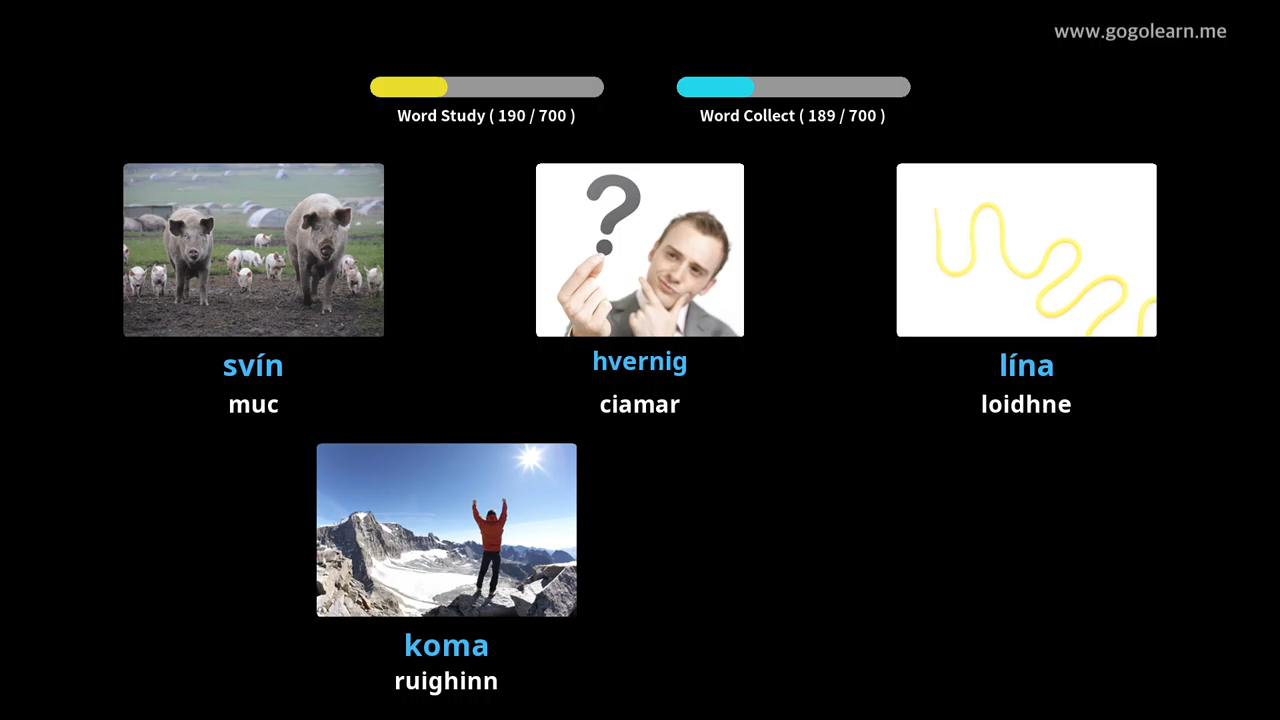 www.gogolearn.me
Word Study ( 190 / 700 )
Word Collect ( 189 / 700 )
svín
muc
hvernig
ciamar
lína
loidhne
koma
ruighinn